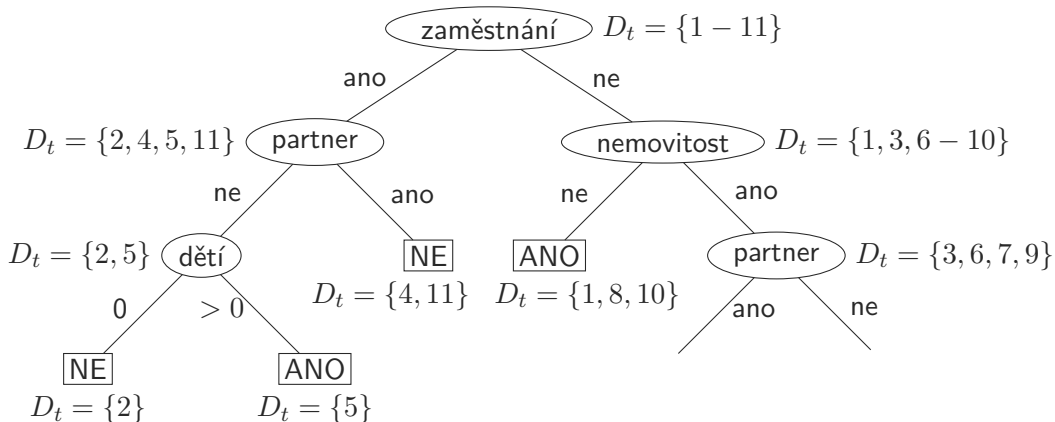 zaměstnání D_t = {1 − 11}
ano ne
D_t = {2, 4, 5, 11} partner nemovitost D_t = {1, 3, 6 − 10}
ne ano ne ano
D_t = {2, 5} dětí NE ANO partner D_t = {3, 6, 7, 9}
D_t = {4, 11} D_t = {1, 8, 10}
0 > 0 ano ne
NE ANO
D_t = {2} D_t = {5}